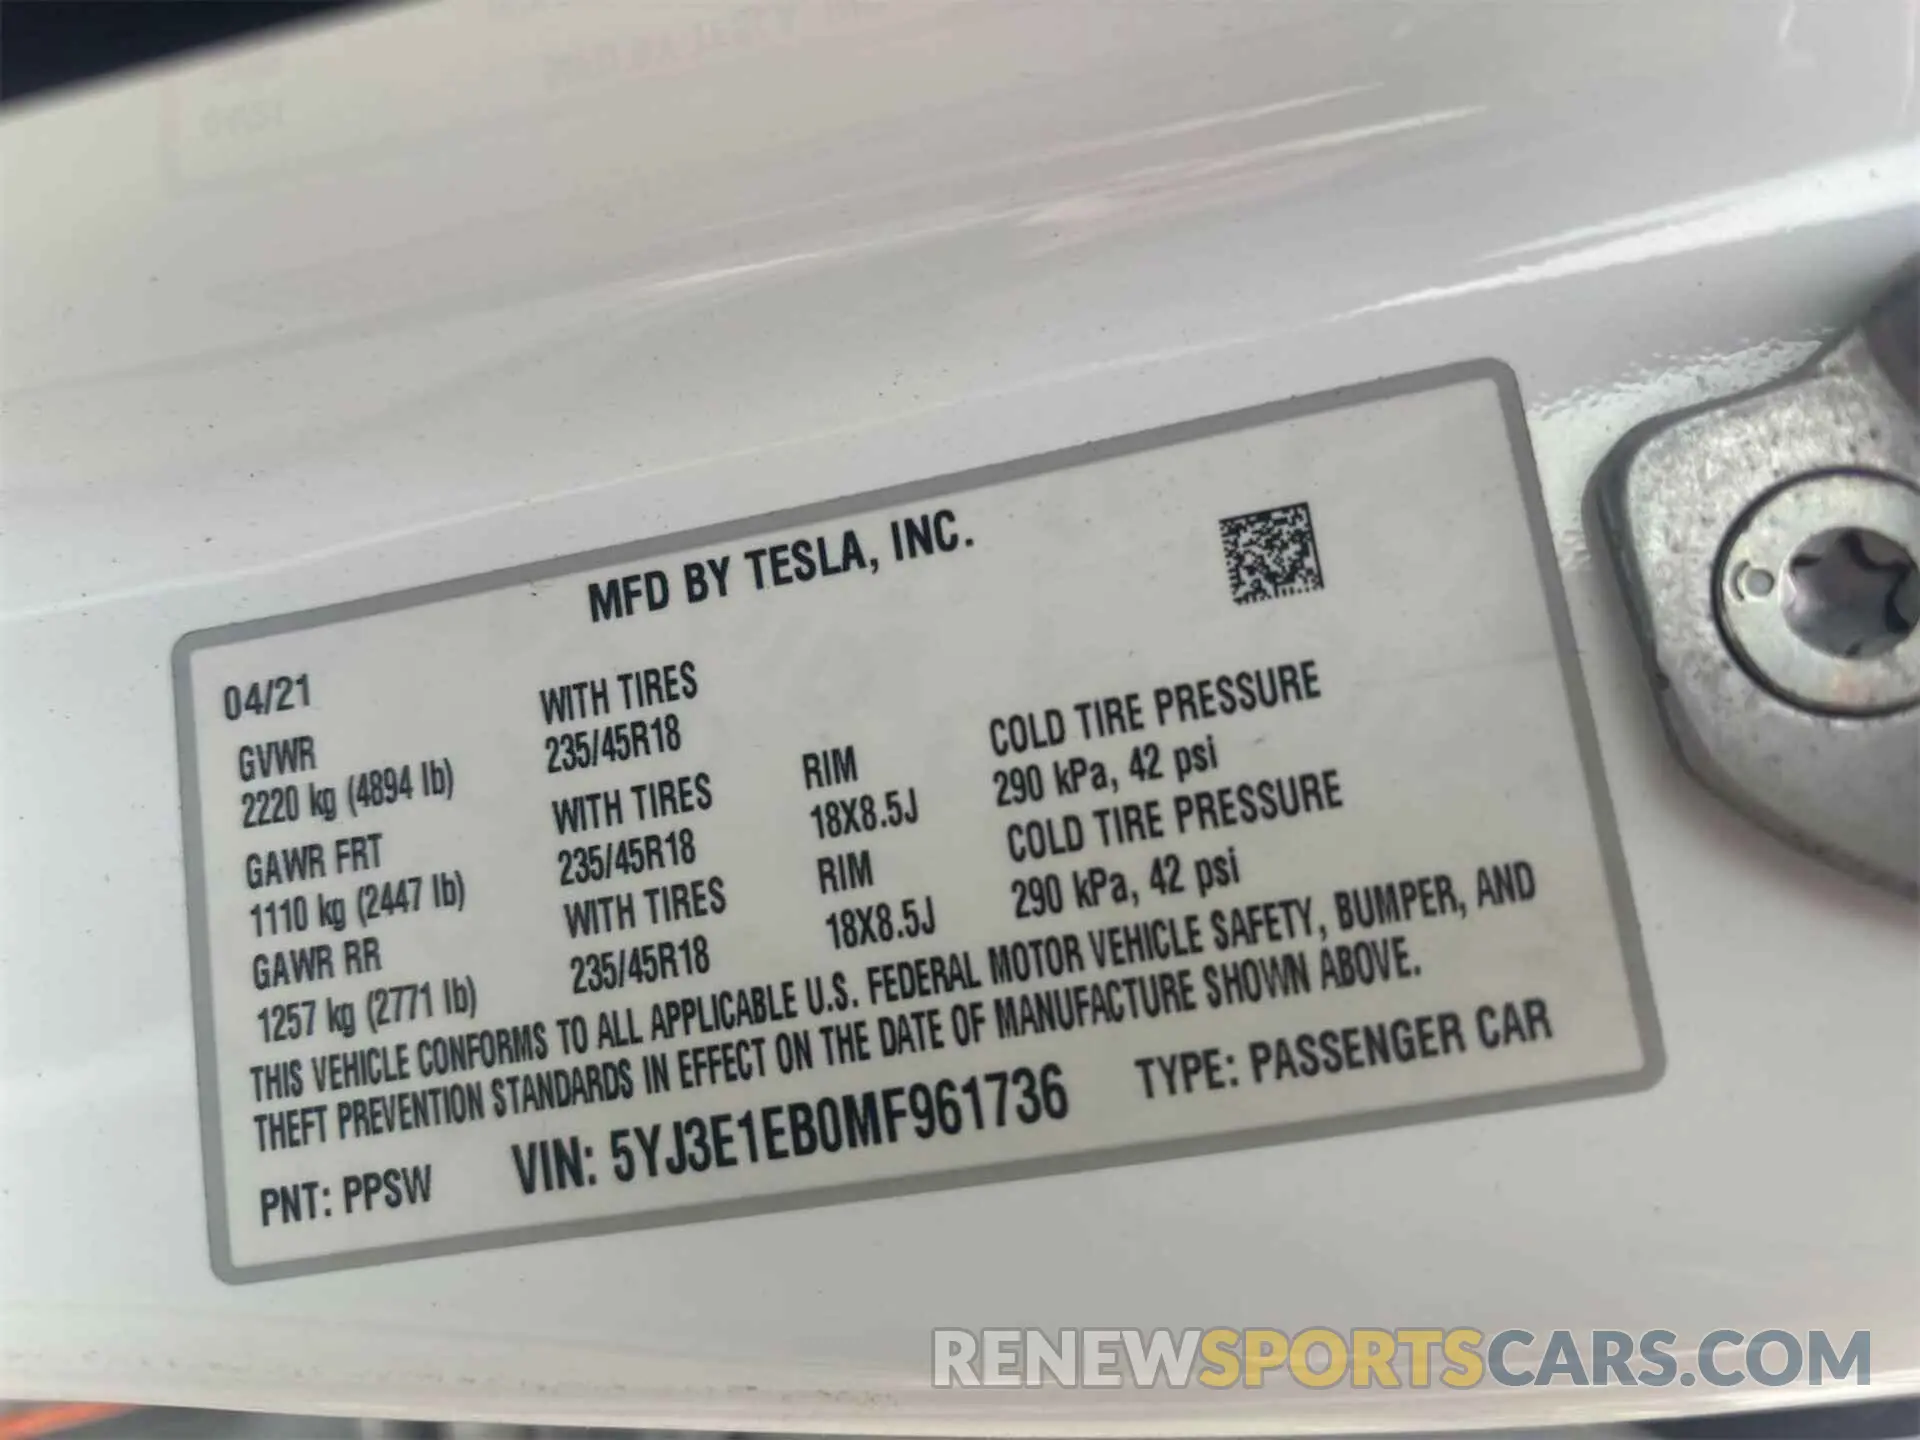 MFD BY TESLA, INC.
04/21
GVWR WITH TIRES
2220 kg (4894 lb) 235/45R18
GAWR FRT WITH TIRES RIM COLD TIRE PRESSURE
1110 kg (2447 lb) 235/45R18 18X8.5J 290 kPa, 42 psi
GAWR RR WITH TIRES RIM COLD TIRE PRESSURE
1257 kg (2771 lb) 235/45R18 18X8.5J 290 kPa, 42 psi
THIS VEHICLE CONFORMS TO ALL APPLICABLE U.S. FEDERAL MOTOR VEHICLE SAFETY, BUMPER, AND
THEFT PREVENTION STANDARDS IN EFFECT ON THE DATE OF MANUFACTURE SHOWN ABOVE.
PNT: PPSW VIN: 5YJ3E1EB0MF961736 TYPE: PASSENGER CAR
RENEWSPORTSCARS.COM